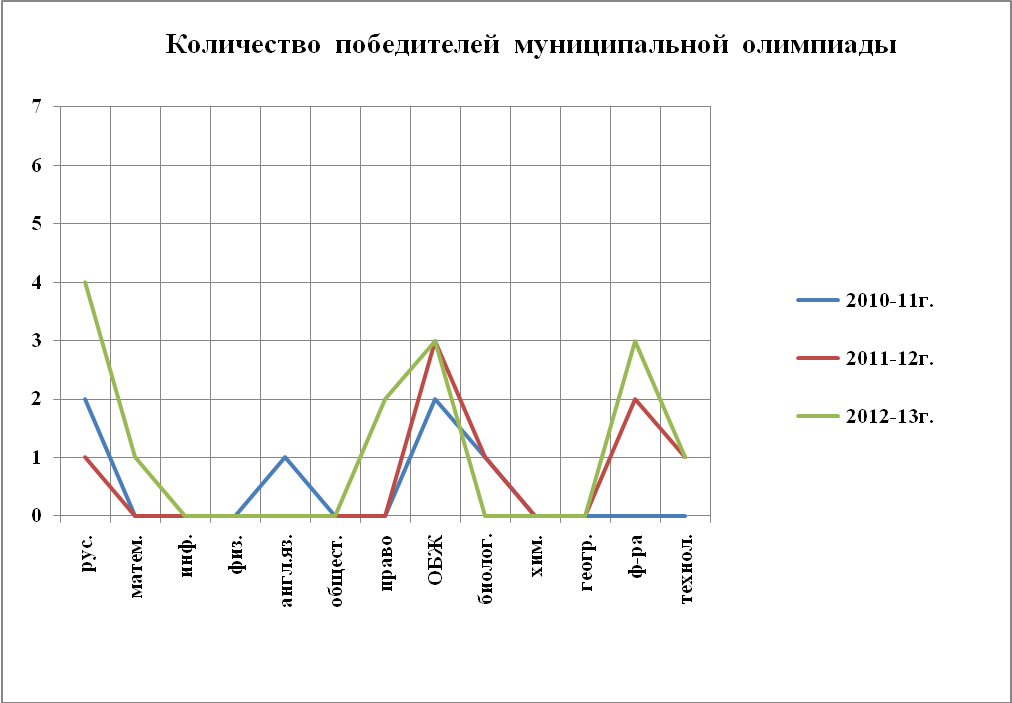 Количество победителей муниципальной олимпиады
7
6
5
4
3
2
1
0
рус.
матем.
инф.
физ.
англ.яз.
общест.
право
ОБЖ
биолог.
хим.
геогр.
ф-ра
технол.
2010-11г.
2011-12г.
2012-13г.